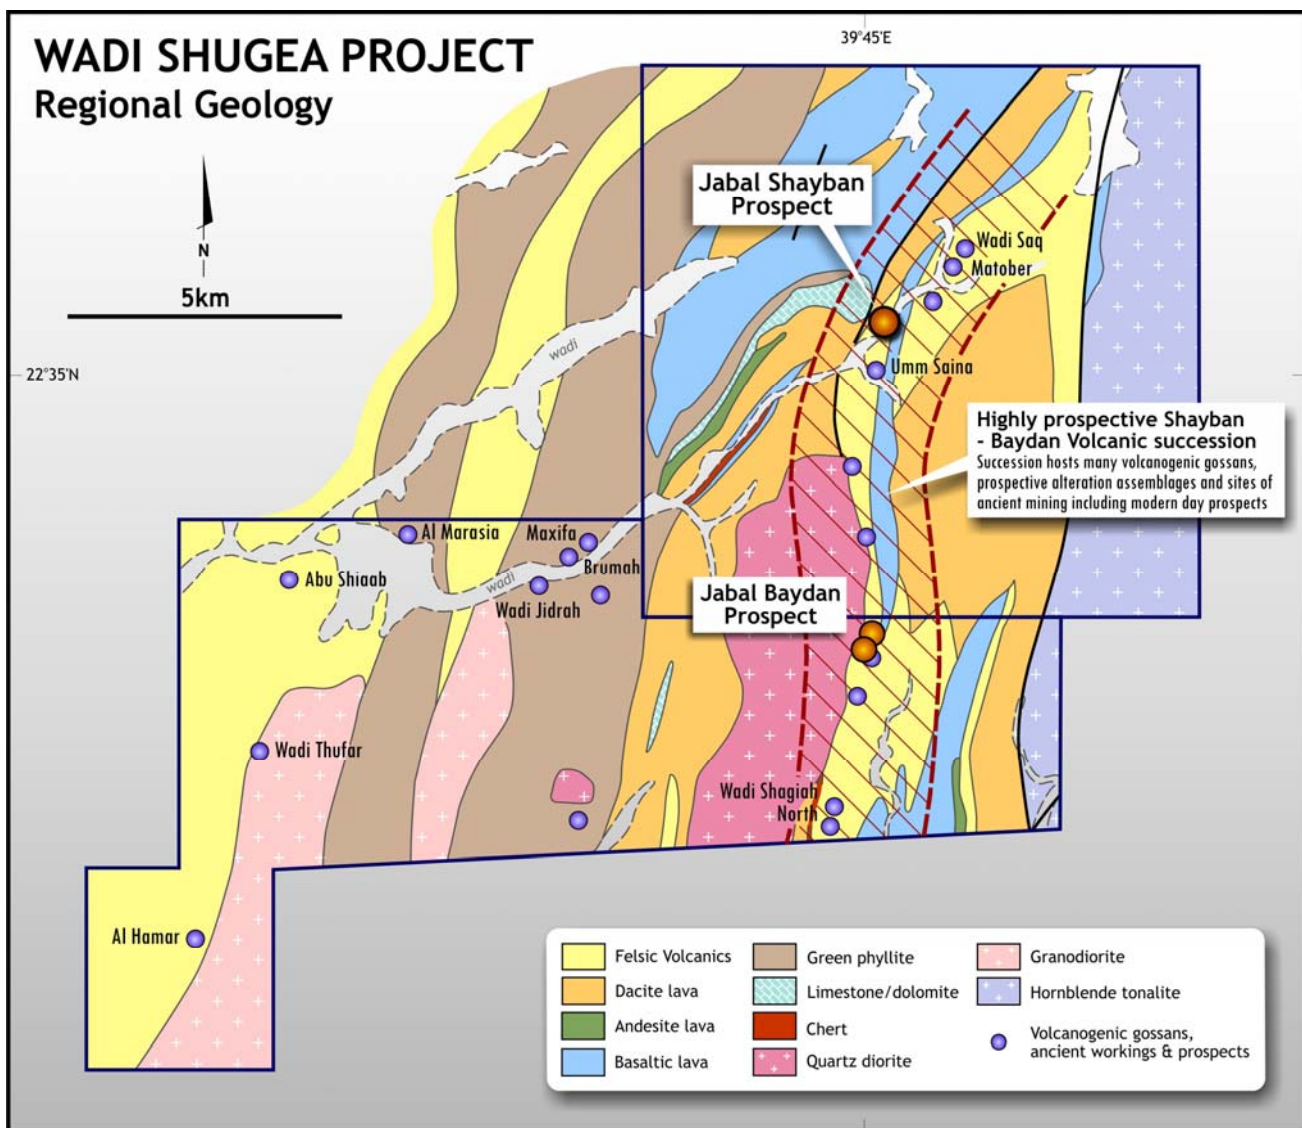 WADI SHUGEA PROJECT
Regional Geology
39°45'E
N
5km
22°35'N
Jabal Shayban
Prospect
Wadi Saq
Matober
wadi
Umm Saina
Highly prospective Shayban
- Baydan Volcanic succession
Succession hosts many volcanogenic gossans,
prospective alteration assemblages and sites of
ancient mining including modern day prospects
Al Marasia
Maxifa
Brumah
Abu Shiaab
wadi
Wadi Jidrah
Jabal Baydan
Prospect
Wadi Thufar
Wadi Shagiah
North
Al Hamar
Felsic Volcanics
Dacite lava
Andesite lava
Basaltic lava
Green phyllite
Limestone/dolomite
Chert
Quartz diorite
Granodiorite
Hornblende tonalite
Volcanogenic gossans,
ancient workings & prospects